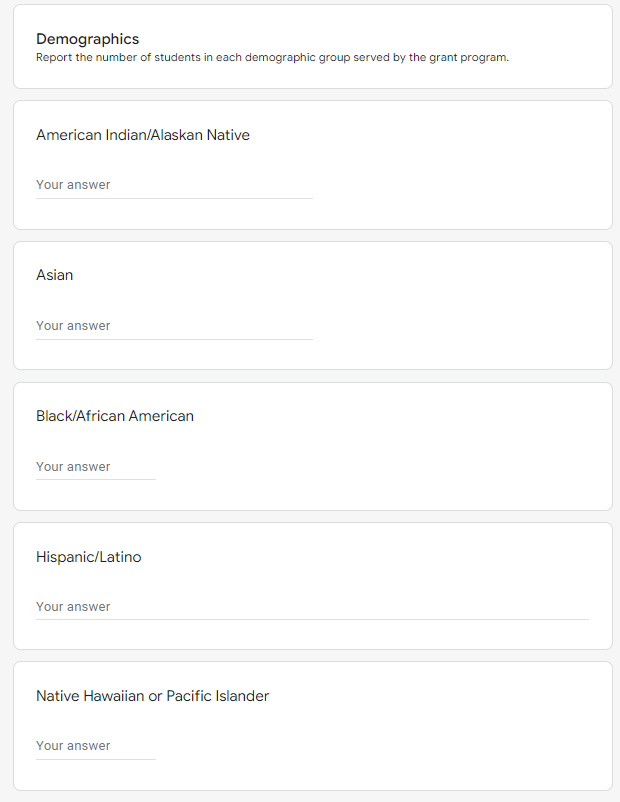 Demographics
Report the number of students in each demographic group served by the grant program.
American Indian/Alaskan Native
Your answer
Asian
Your answer
Black/African American
Your answer
Hispanic/Latino
Your answer
Native Hawaiian or Pacific Islander
Your answer